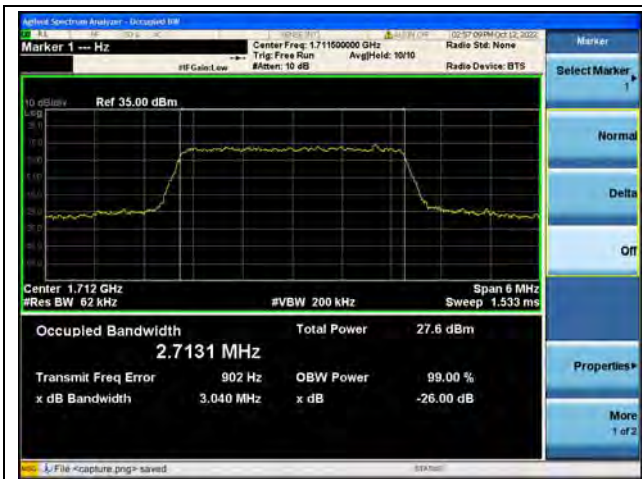 Agilent Spectrum Analyzer - Occupied BW
02:57:09 PM Oct 12, 2022
Marker 1 --- Hz
Center Freq: 1.711500000 GHz
Radio Std: None
Trig: Free Run
Avg|Hold: 10/10
#IFGain:Low
#Atten: 10 dB
Radio Device: BTS
10 dB/div
Ref 35.00 dBm
Log
Center 1.712 GHz
Span 6 MHz
#Res BW 62 kHz
#VBW 200 kHz
Sweep 1.533 ms
Occupied Bandwidth
Total Power
27.6 dBm
2.7131 MHz
Transmit Freq Error
902 Hz
OBW Power
99.00 %
x dB Bandwidth
3.040 MHz
x dB
-26.00 dB
MSG
File <capture.png> saved
STATUS
Marker
Select Marker
1
Normal
Delta
Off
Properties
More
1 of 2